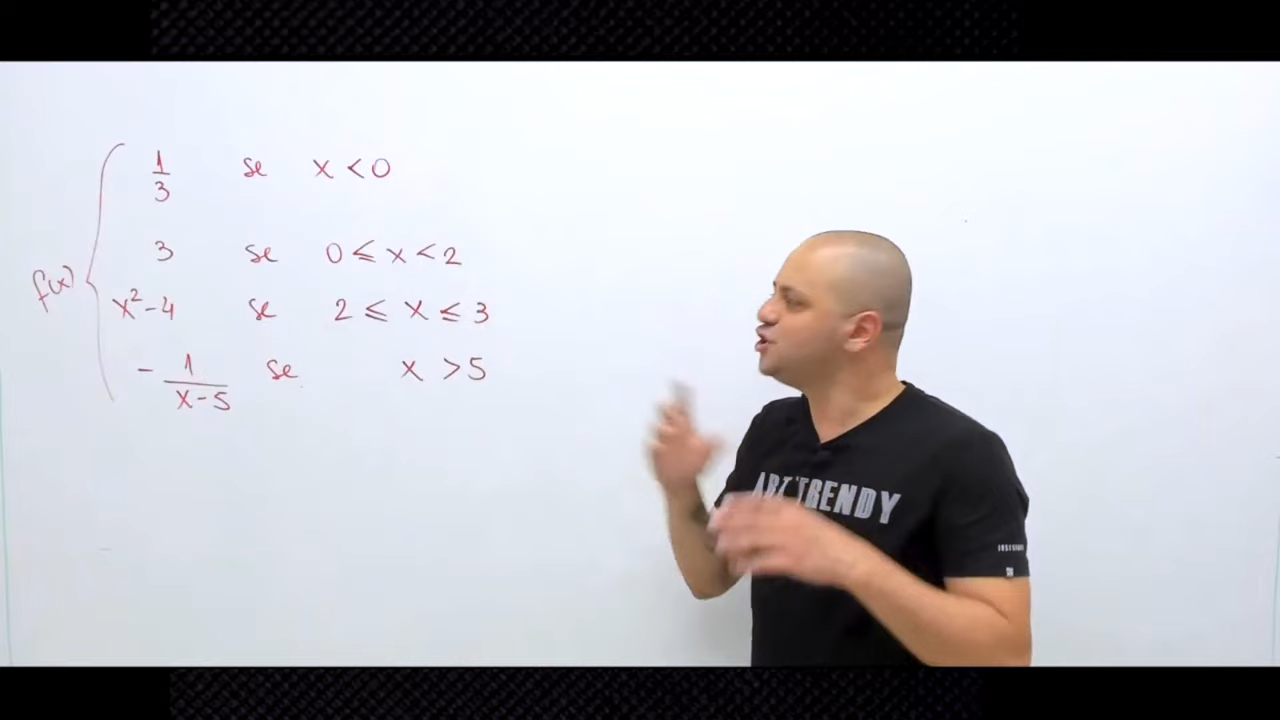 1/3 se x < 0
3 se 0 ≤ x < 2
f(x) { x² - 4 se 2 ≤ x ≤ 3
- 1/(x-5) se x > 5
ART TRENDY